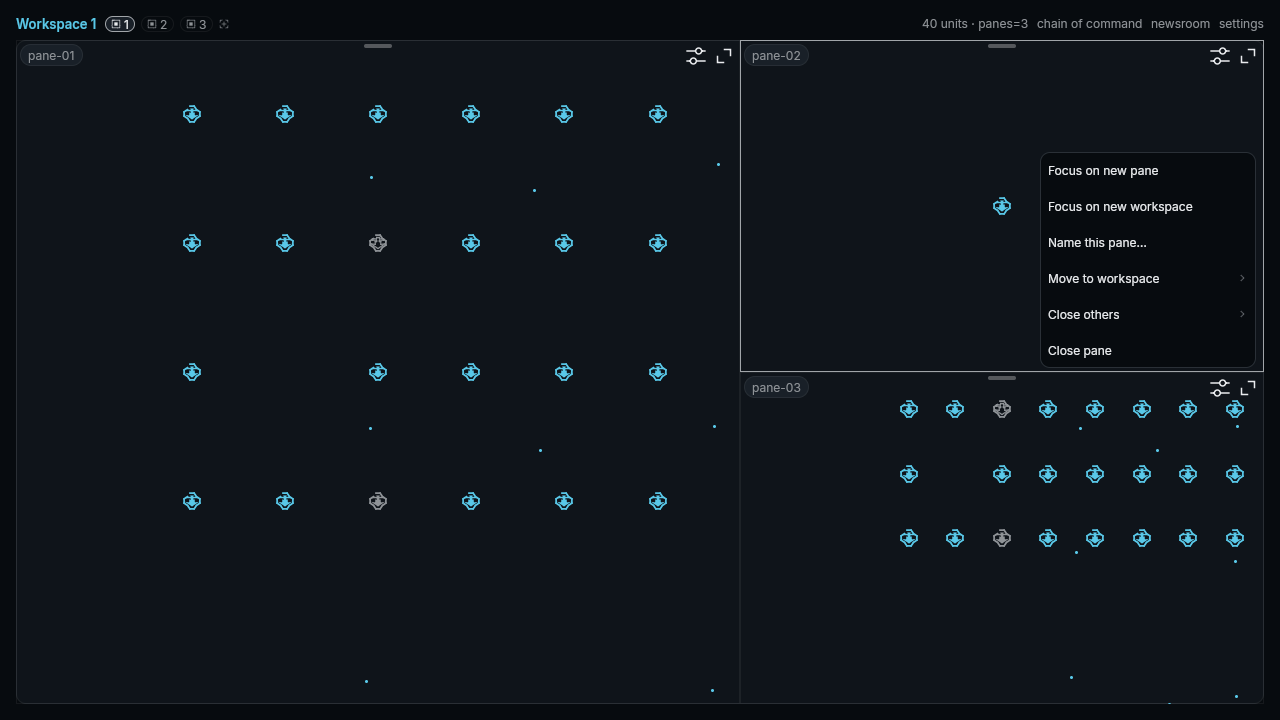 Workspace 1 1 2 3 40 units · panes=3 chain of command newsroom settings
pane-01
pane-02
Focus on new pane
Focus on new workspace
Name this pane...
Move to workspace
Close others
Close pane
pane-03